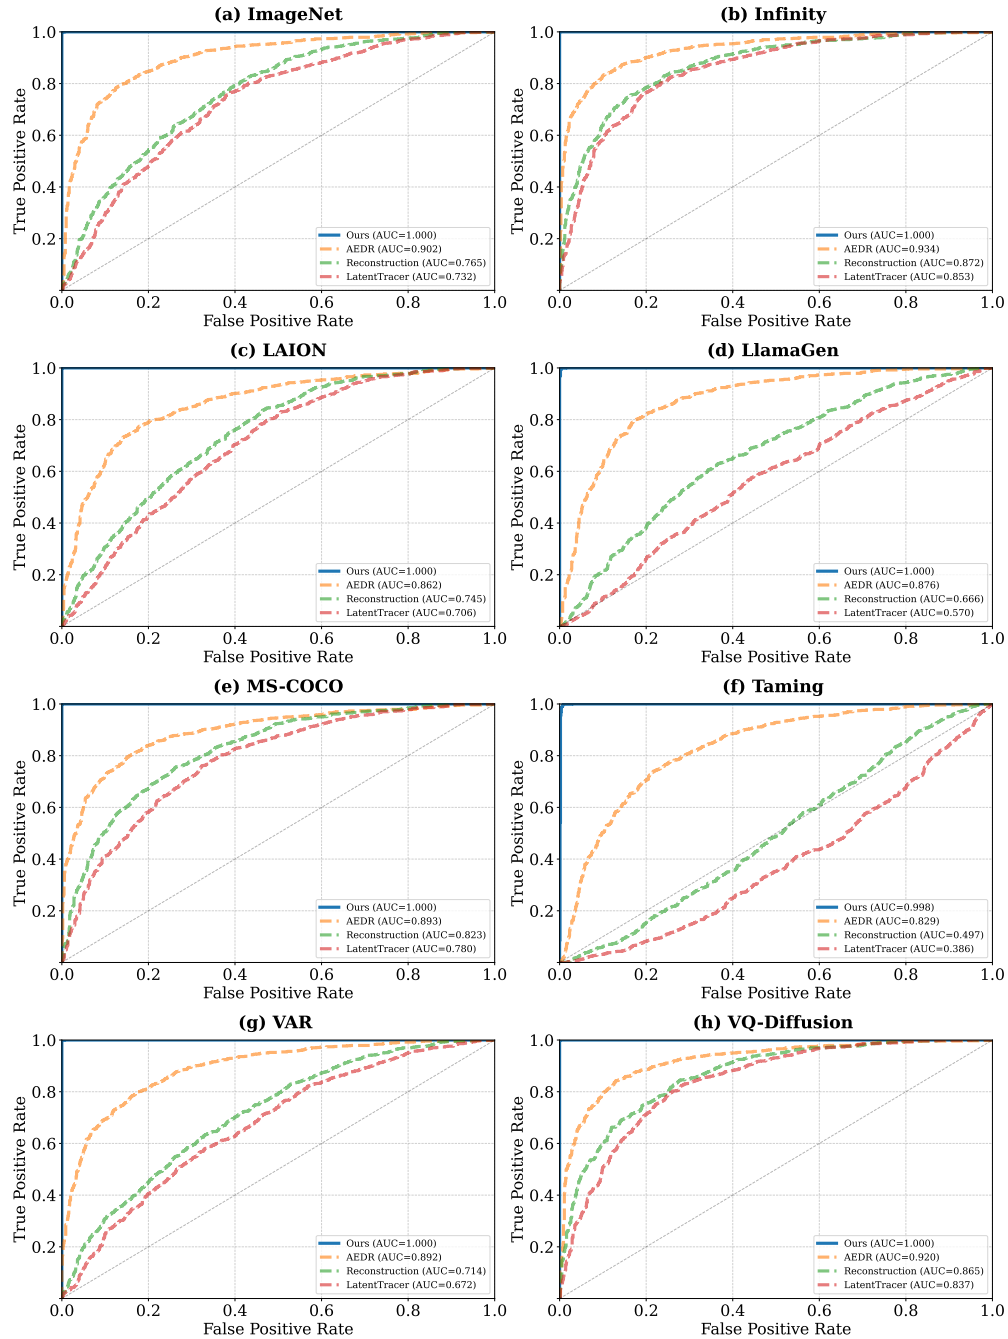 (a) ImageNet
True Positive Rate
1.0
0.8
0.6
0.4
0.2
Ours (AUC=1.000)
AEDR (AUC=0.902)
Reconstruction (AUC=0.765)
LatentTracer (AUC=0.732)
0.0 0.2 0.4 0.6 0.8 1.0
False Positive Rate
(b) Infinity
True Positive Rate
1.0
0.8
0.6
0.4
0.2
Ours (AUC=1.000)
AEDR (AUC=0.934)
Reconstruction (AUC=0.872)
LatentTracer (AUC=0.853)
0.0 0.2 0.4 0.6 0.8 1.0
False Positive Rate
(c) LAION
True Positive Rate
1.0
0.8
0.6
0.4
0.2
Ours (AUC=1.000)
AEDR (AUC=0.862)
Reconstruction (AUC=0.745)
LatentTracer (AUC=0.706)
0.0 0.2 0.4 0.6 0.8 1.0
False Positive Rate
(d) LlamaGen
True Positive Rate
1.0
0.8
0.6
0.4
0.2
Ours (AUC=1.000)
AEDR (AUC=0.876)
Reconstruction (AUC=0.666)
LatentTracer (AUC=0.570)
0.0 0.2 0.4 0.6 0.8 1.0
False Positive Rate
(e) MS-COCO
True Positive Rate
1.0
0.8
0.6
0.4
0.2
Ours (AUC=1.000)
AEDR (AUC=0.893)
Reconstruction (AUC=0.823)
LatentTracer (AUC=0.780)
0.0 0.2 0.4 0.6 0.8 1.0
False Positive Rate
(f) Taming
True Positive Rate
1.0
0.8
0.6
0.4
0.2
Ours (AUC=0.998)
AEDR (AUC=0.829)
Reconstruction (AUC=0.497)
LatentTracer (AUC=0.386)
0.0 0.2 0.4 0.6 0.8 1.0
False Positive Rate
(g) VAR
True Positive Rate
1.0
0.8
0.6
0.4
0.2
Ours (AUC=1.000)
AEDR (AUC=0.892)
Reconstruction (AUC=0.714)
LatentTracer (AUC=0.672)
0.0 0.2 0.4 0.6 0.8 1.0
False Positive Rate
(h) VQ-Diffusion
True Positive Rate
1.0
0.8
0.6
0.4
0.2
Ours (AUC=1.000)
AEDR (AUC=0.920)
Reconstruction (AUC=0.865)
LatentTracer (AUC=0.837)
0.0 0.2 0.4 0.6 0.8 1.0
False Positive Rate